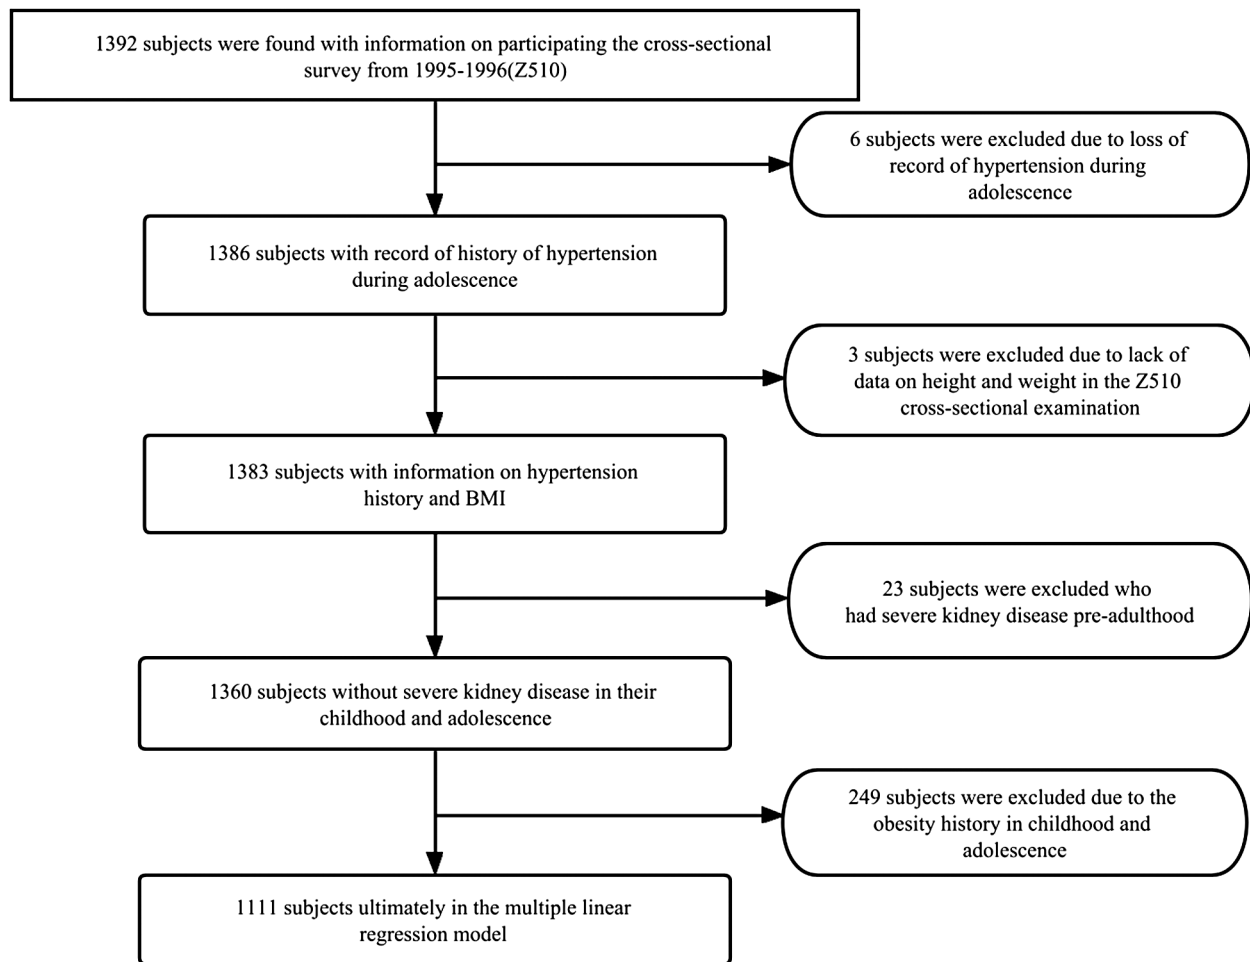 1392 subjects were found with information on participating the cross-sectional
survey from 1995-1996(Z510)
6 subjects were excluded due to loss of
record of hypertension during
adolescence
1386 subjects with record of history of hypertension
during adolescence
3 subjects were excluded due to lack of
data on height and weight in the Z510
cross-sectional examination
1383 subjects with information on hypertension
history and BMI
23 subjects were excluded who
had severe kidney disease pre-adulthood
1360 subjects without severe kidney disease in their
childhood and adolescence
249 subjects were excluded due to the
obesity history in childhood and
adolescence
1111 subjects ultimately in the multiple linear
regression model